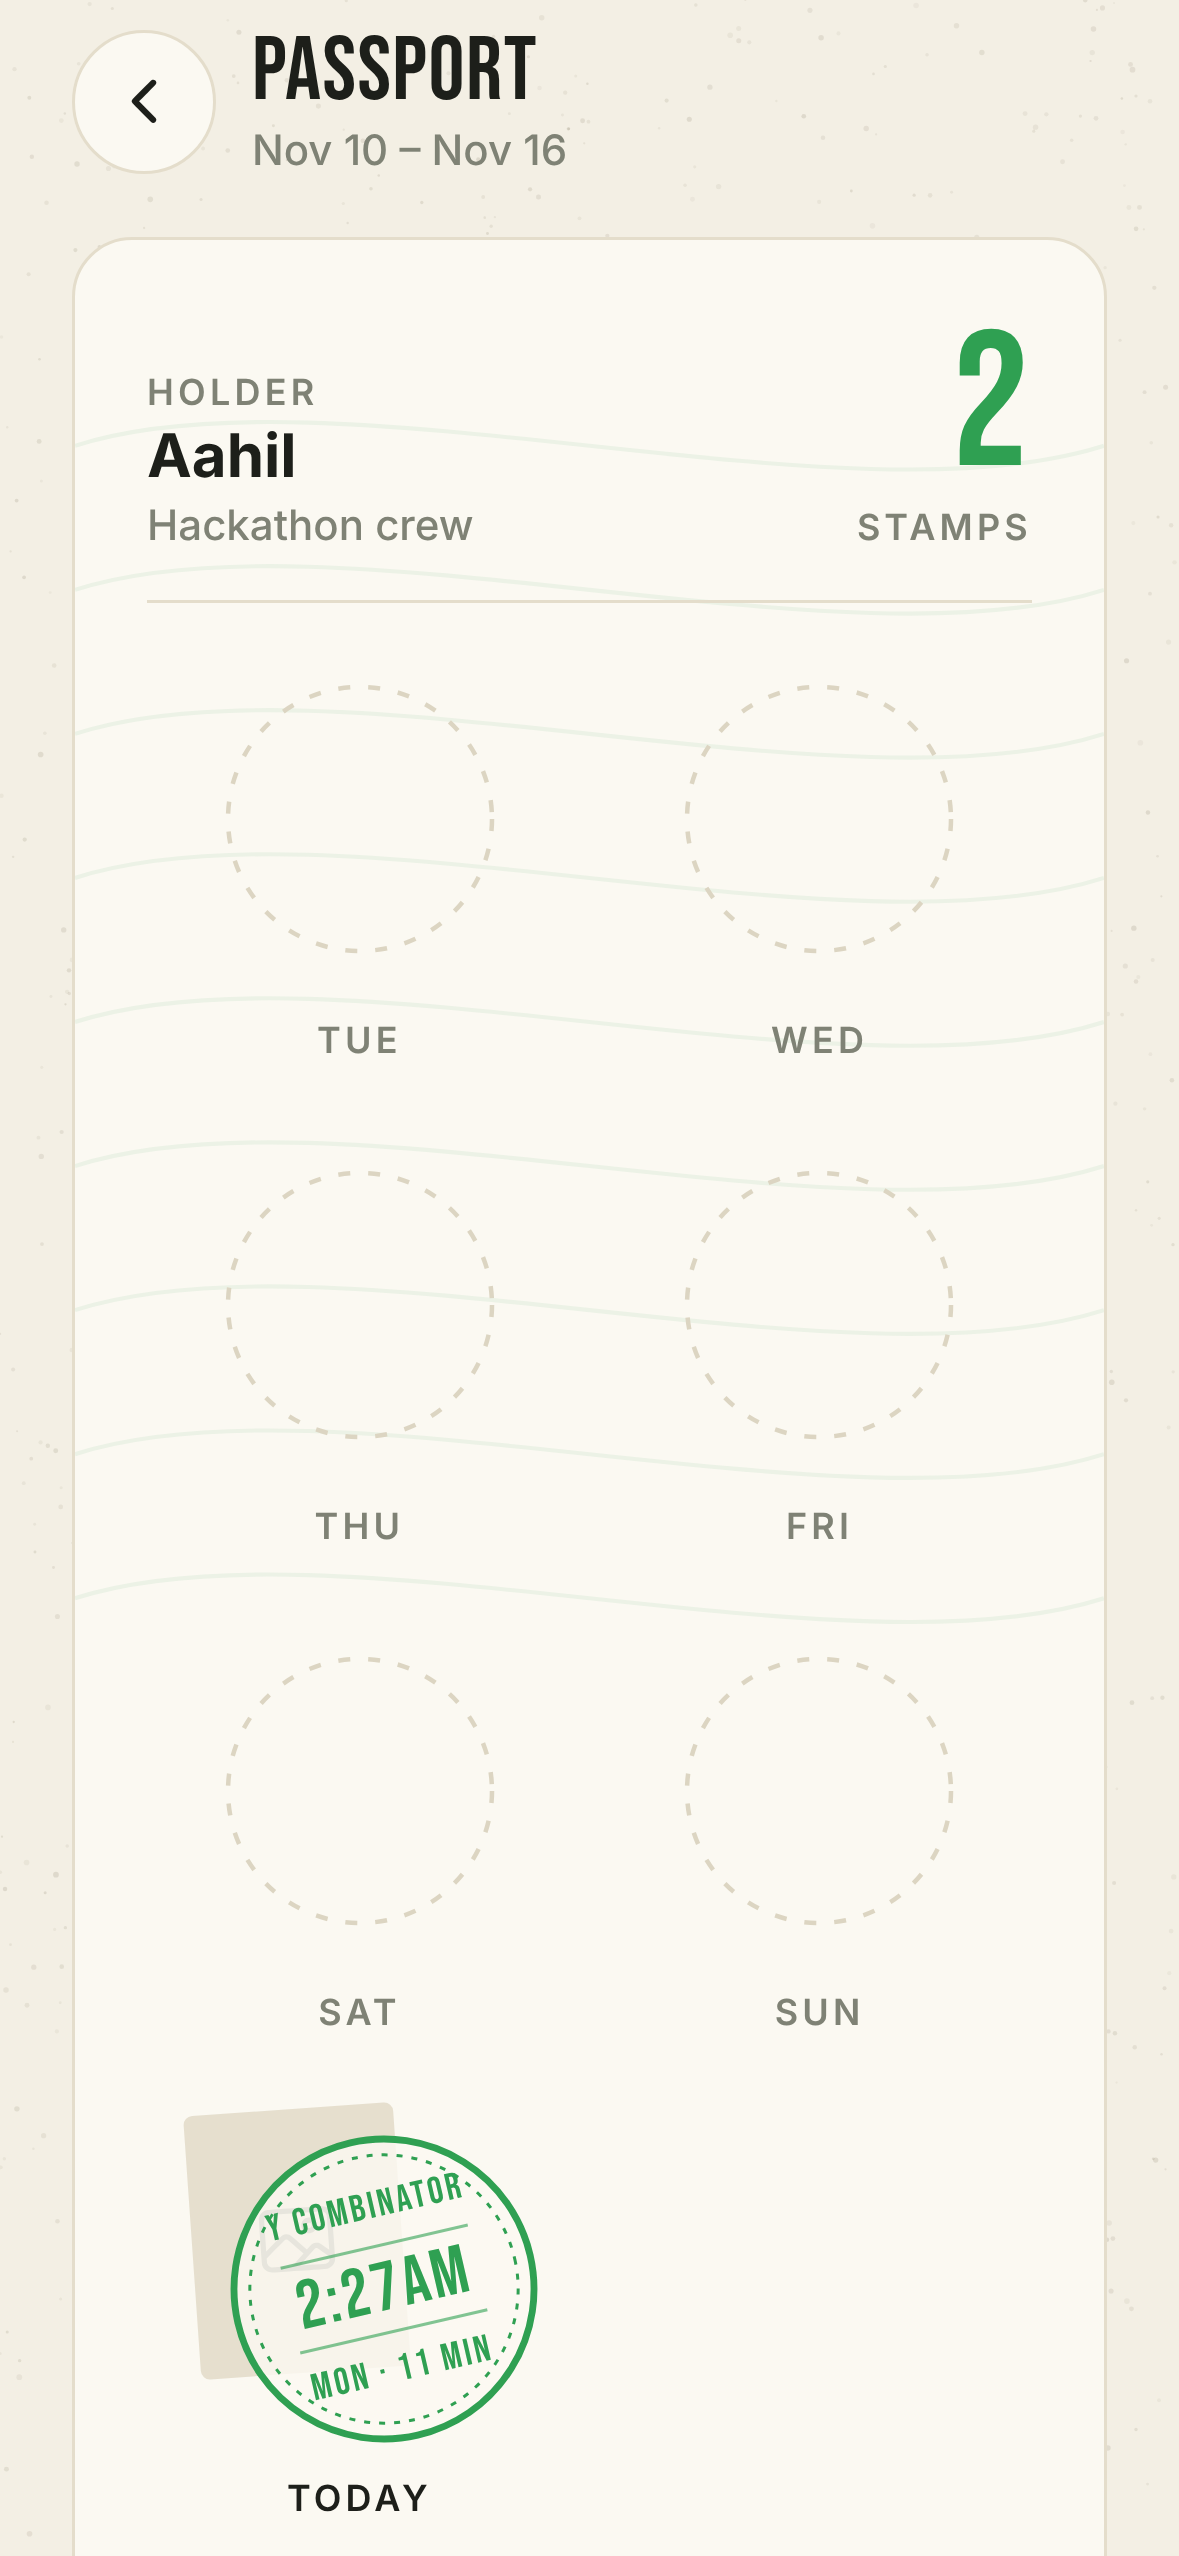 PASSPORT
Nov 10 – Nov 16
HOLDER
Aahil
Hackathon crew
2
STAMPS
TUE
WED
THU
FRI
SAT
SUN
Y COMBINATOR
2:27AM
MON · 11 MIN
TODAY